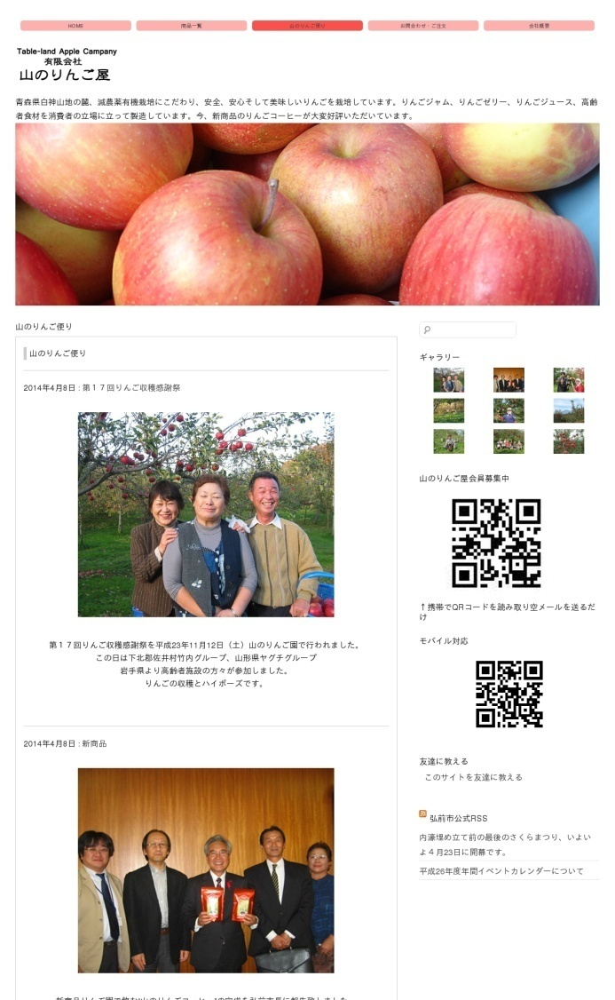 HOME
商品一覧
山のりんご便り
お問合わせ・ご注文
会社概要
Table-land Apple Campany
有限会社
山のりんご屋
青森県白神山地の麓、減農薬有機栽培にこだわり、安全、安心そして美味しいりんごを栽培しています。りんごジャム、りんごゼリー、りんごジュース、高齢
者食材を消費者の立場に立って製造しています。今、新商品のりんごコーヒーが大変好評いただいています。
山のりんご便り
山のりんご便り
2014年4月8日 : 第１７回りんご収穫感謝祭
第１７回りんご収穫感謝祭を平成23年11月12日（土）山のりんご園で行われました。
この日は下北郡佐井村竹内グループ、山形県ヤグチグループ
岩手県より高齢者施設の方々が参加しました。
りんごの収穫とハイポーズです。
2014年4月8日 : 新商品
ギャラリー
山のりんご屋会員募集中
↑携帯でQRコードを読み取り空メールを送るだ
け
モバイル対応
友達に教える
このサイトを友達に教える
弘前市公式RSS
内濠埋め立て前の最後のさくらまつり、いよい
よ４月23日に開幕です。
平成26年度年間イベントカレンダーについて